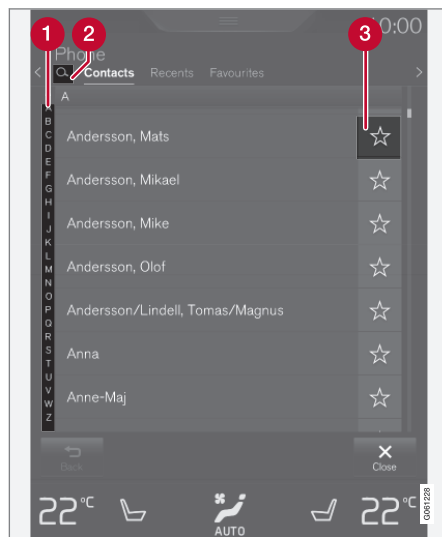 10:00
1
2
3
Phone
Contacts Recents Favourites
A
A
B
C
D
E
F
G
H
I
J
K
L
M
N
O
P
Q
R
S
T
U
V
W
Z
Andersson, Mats
Andersson, Mikael
Andersson, Mike
Andersson, Olof
Andersson/Lindell, Tomas/Magnus
Anna
Anne-Maj
Back
Close
22°C
AUTO
22°C
G061228